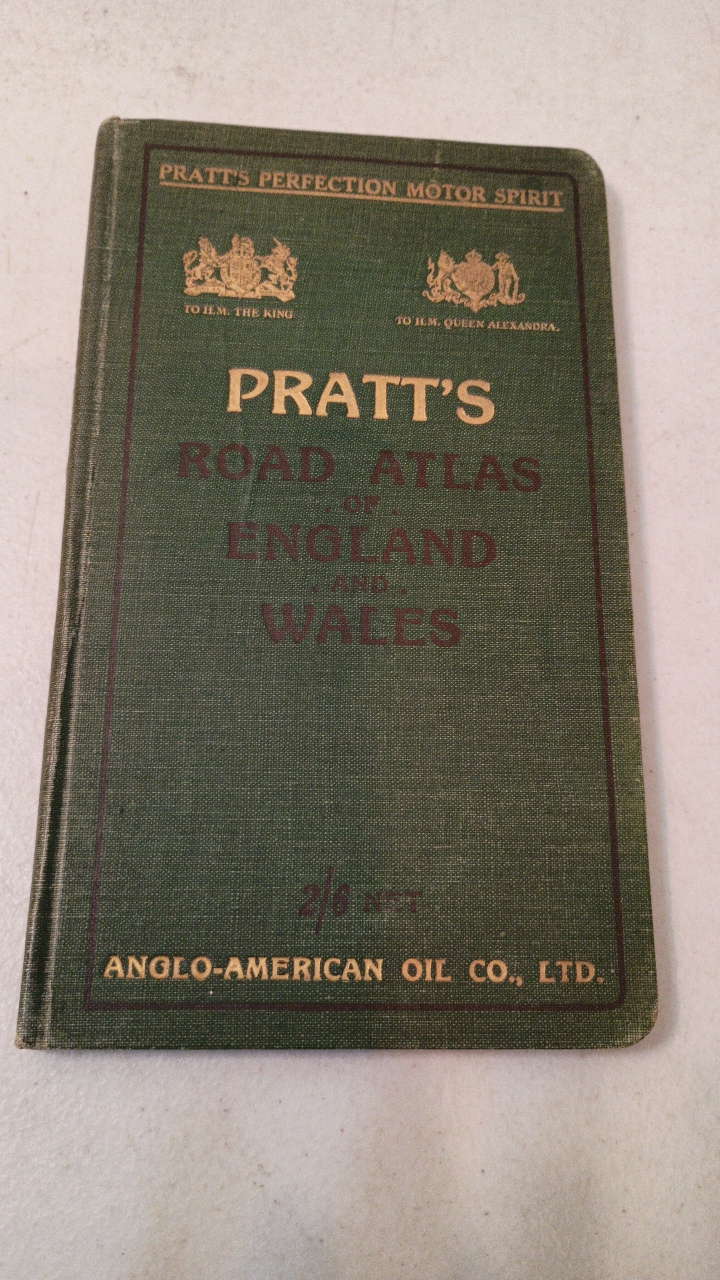 PRATT'S PERFECTION MOTOR SPIRIT
TO H.M. THE KING
TO H.M. QUEEN ALEXANDRA.
PRATT'S
ROAD ATLAS
. OF .
ENGLAND
. AND .
WALES
2/6 NET
ANGLO-AMERICAN OIL CO., LTD.